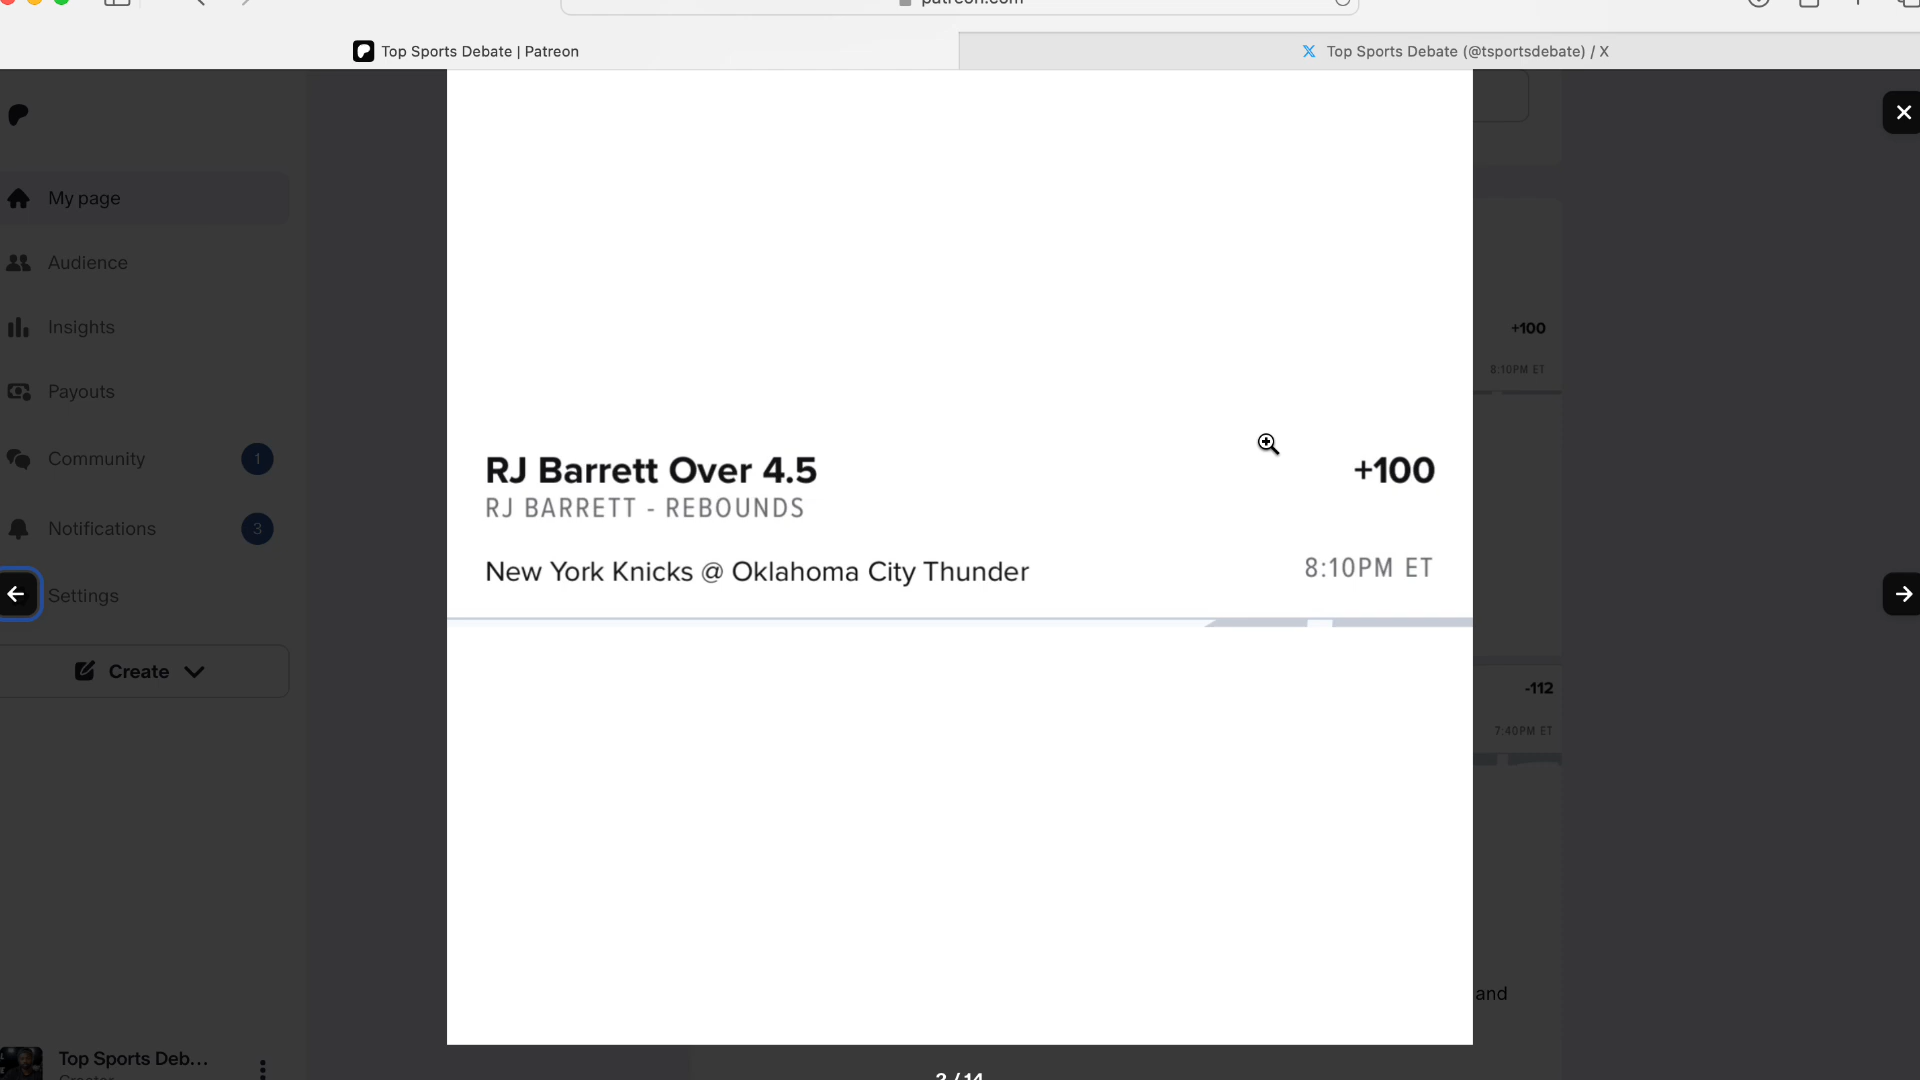 patreon.com
Top Sports Debate | Patreon
Top Sports Debate (@tsportsdebate) / X
My page
Audience
Insights
Payouts
Community
1
Notifications
3
Settings
Create
Top Sports Deb...
RJ Barrett Over 4.5
+100
RJ BARRETT - REBOUNDS
New York Knicks @ Oklahoma City Thunder
8:10PM ET
+100
8:10PM ET
-112
7:40PM ET
and